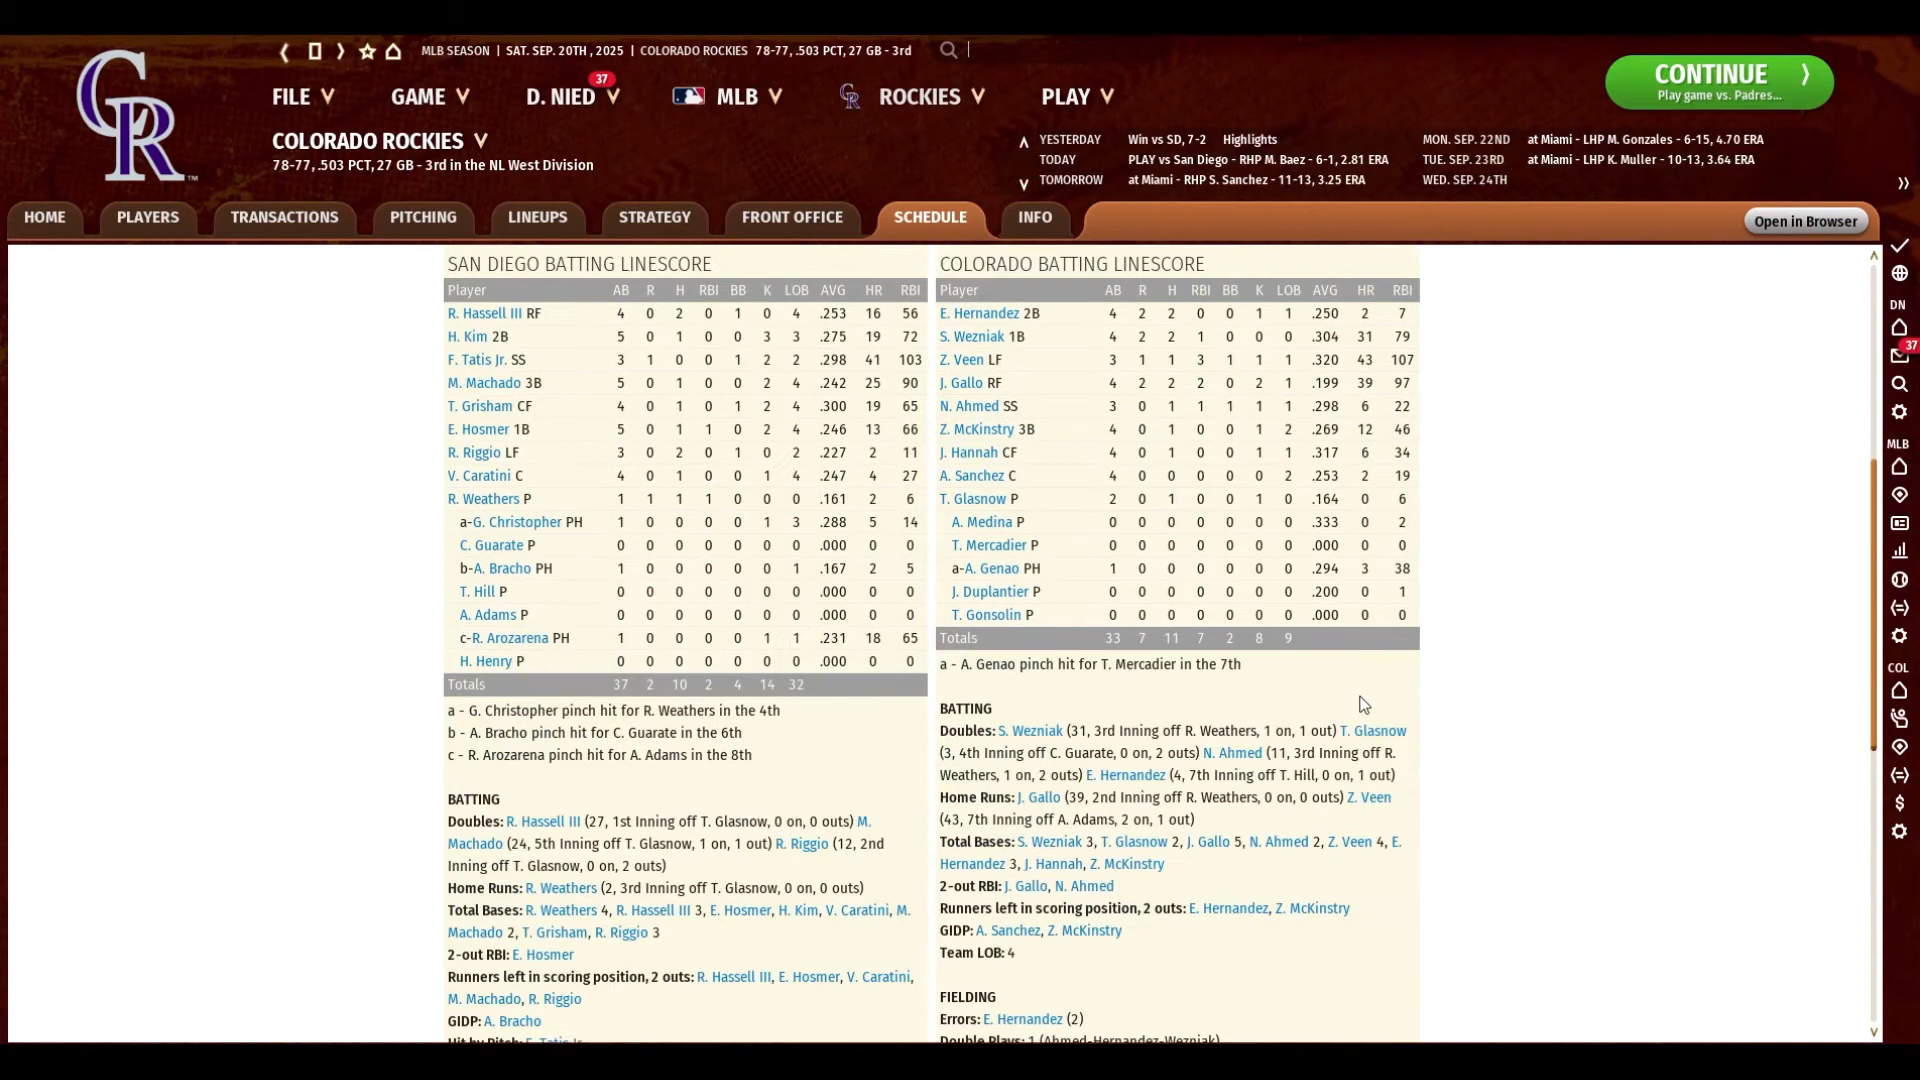 MLB SEASON | SAT. SEP. 20TH , 2025 | COLORADO ROCKIES 78-77, .503 PCT, 27 GB - 3rd
FILE GAME D. NIED 37 MLB ROCKIES PLAY
CONTINUE
Play game vs. Padres...
COLORADO ROCKIES
78-77, .503 PCT, 27 GB - 3rd in the NL West Division
YESTERDAY Win vs SD, 7-2 Highlights MON. SEP. 22ND at Miami - LHP M. Gonzales - 6-15, 4.70 ERA
TODAY PLAY vs San Diego - RHP M. Baez - 6-1, 2.81 ERA TUE. SEP. 23RD at Miami - LHP K. Muller - 10-13, 3.64 ERA
TOMORROW at Miami - RHP S. Sanchez - 11-13, 3.25 ERA WED. SEP. 24TH
HOME PLAYERS TRANSACTIONS PITCHING LINEUPS STRATEGY FRONT OFFICE SCHEDULE INFO Open in Browser
SAN DIEGO BATTING LINESCORE
Player AB R H RBI BB K LOB AVG HR RBI
R. Hassell III RF 4 0 2 0 1 0 4 .253 16 56
H. Kim 2B 5 0 1 0 0 3 3 .275 19 72
F. Tatis Jr. SS 3 1 0 0 1 2 2 .298 41 103
M. Machado 3B 5 0 1 0 0 2 4 .242 25 90
T. Grisham CF 4 0 1 0 1 2 4 .300 19 65
E. Hosmer 1B 5 0 1 1 0 2 4 .246 13 66
R. Riggio LF 3 0 2 0 1 0 2 .227 2 11
V. Caratini C 4 0 1 0 0 1 4 .247 4 27
R. Weathers P 1 1 1 1 0 0 0 .161 2 6
a-G. Christopher PH 1 0 0 0 0 1 3 .288 5 14
C. Guarate P 0 0 0 0 0 0 0 .000 0 0
b-A. Bracho PH 1 0 0 0 0 0 1 .167 2 5
T. Hill P 0 0 0 0 0 0 0 .000 0 0
A. Adams P 0 0 0 0 0 0 0 .000 0 0
c-R. Arozarena PH 1 0 0 0 0 1 1 .231 18 65
H. Henry P 0 0 0 0 0 0 0 .000 0 0
Totals 37 2 10 2 4 14 32
a - G. Christopher pinch hit for R. Weathers in the 4th
b - A. Bracho pinch hit for C. Guarate in the 6th
c - R. Arozarena pinch hit for A. Adams in the 8th
BATTING
Doubles: R. Hassell III (27, 1st Inning off T. Glasnow, 0 on, 0 outs) M.
Machado (24, 5th Inning off T. Glasnow, 1 on, 1 out) R. Riggio (12, 2nd
Inning off T. Glasnow, 0 on, 2 outs)
Home Runs: R. Weathers (2, 3rd Inning off T. Glasnow, 0 on, 0 outs)
Total Bases: R. Weathers 4, R. Hassell III 3, E. Hosmer, H. Kim, V. Caratini, M.
Machado 2, T. Grisham, R. Riggio 3
2-out RBI: E. Hosmer
Runners left in scoring position, 2 outs: R. Hassell III, E. Hosmer, V. Caratini,
M. Machado, R. Riggio
GIDP: A. Bracho
Hit by Pitch: F. Tatis Jr.
COLORADO BATTING LINESCORE
Player AB R H RBI BB K LOB AVG HR RBI
E. Hernandez 2B 4 2 2 0 0 1 1 .250 2 7
S. Wezniak 1B 4 2 2 1 0 0 0 .304 31 79
Z. Veen LF 3 1 1 3 1 1 1 .320 43 107
J. Gallo RF 4 2 2 2 0 2 1 .199 39 97
N. Ahmed SS 3 0 1 1 1 1 1 .298 6 22
Z. McKinstry 3B 4 0 1 0 0 1 2 .269 12 46
J. Hannah CF 4 0 1 0 0 1 1 .317 6 34
A. Sanchez C 4 0 0 0 0 0 2 .253 2 19
T. Glasnow P 2 0 1 0 0 1 0 .164 0 6
A. Medina P 0 0 0 0 0 0 0 .333 0 2
T. Mercadier P 0 0 0 0 0 0 0 .000 0 0
a-A. Genao PH 1 0 0 0 0 0 0 .294 3 38
J. Duplantier P 0 0 0 0 0 0 0 .200 0 1
T. Gonsolin P 0 0 0 0 0 0 0 .000 0 0
Totals 33 7 11 7 2 8 9
a - A. Genao pinch hit for T. Mercadier in the 7th
BATTING
Doubles: S. Wezniak (31, 3rd Inning off R. Weathers, 1 on, 1 out) T. Glasnow
(3, 4th Inning off C. Guarate, 0 on, 2 outs) N. Ahmed (11, 3rd Inning off R.
Weathers, 1 on, 2 outs) E. Hernandez (4, 7th Inning off T. Hill, 0 on, 1 out)
Home Runs: J. Gallo (39, 2nd Inning off R. Weathers, 0 on, 0 outs) Z. Veen
(43, 7th Inning off A. Adams, 2 on, 1 out)
Total Bases: S. Wezniak 3, T. Glasnow 2, J. Gallo 5, N. Ahmed 2, Z. Veen 4, E.
Hernandez 3, J. Hannah, Z. McKinstry
2-out RBI: J. Gallo, N. Ahmed
Runners left in scoring position, 2 outs: E. Hernandez, Z. McKinstry
GIDP: A. Sanchez, Z. McKinstry
Team LOB: 4
FIELDING
Errors: E. Hernandez (2)
Double Plays: 1 (Ahmed-Hernandez-Wezniak)
DN
37
MLB
COL
CR
TM